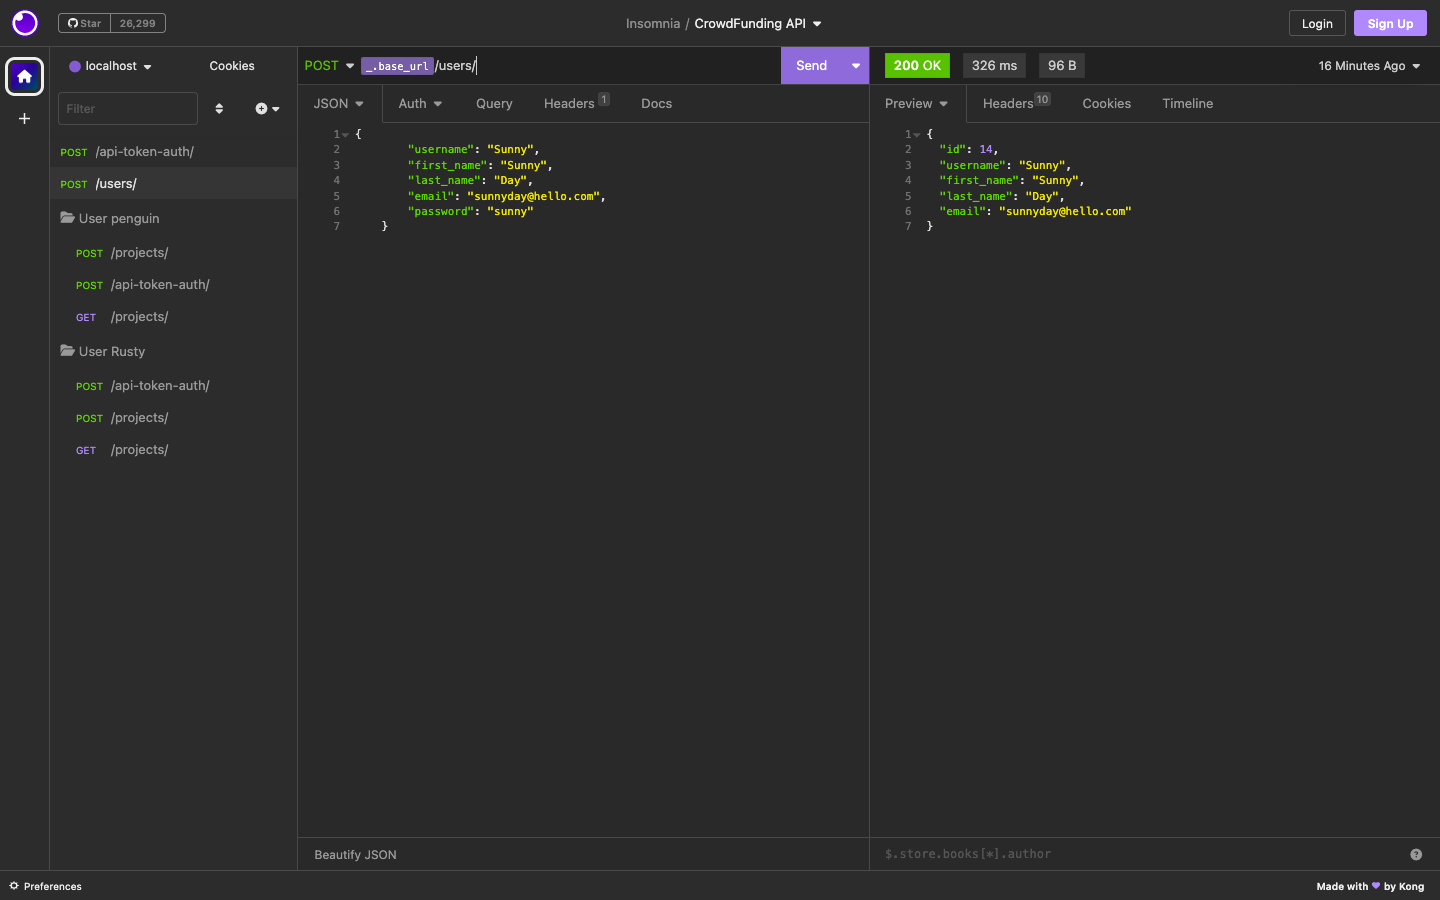 Star 26,299
Insomnia / CrowdFunding API
Login Sign Up
localhost Cookies
Filter
POST /api-token-auth/
POST /users/
User penguin
POST /projects/
POST /api-token-auth/
GET /projects/
User Rusty
POST /api-token-auth/
POST /projects/
GET /projects/
POST _.base_url/users/ Send
JSON Auth Query Headers 1 Docs
1 {
2 "username": "Sunny",
3 "first_name": "Sunny",
4 "last_name": "Day",
5 "email": "sunnyday@hello.com",
6 "password": "sunny"
7 }
Beautify JSON
200 OK 326 ms 96 B 16 Minutes Ago
Preview Headers 10 Cookies Timeline
1 {
2 "id": 14,
3 "username": "Sunny",
4 "first_name": "Sunny",
5 "last_name": "Day",
6 "email": "sunnyday@hello.com"
7 }
$.store.books[*].author
Preferences
Made with 💜 by Kong